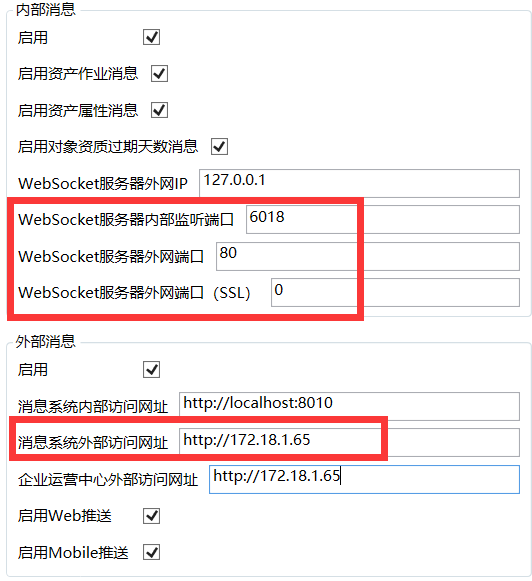 内部消息
启用
启用资产作业消息
启用资产属性消息
启用对象资质过期天数消息
WebSocket服务器外网IP 127.0.0.1
WebSocket服务器内部监听端口 6018
WebSocket服务器外网端口 80
WebSocket服务器外网端口（SSL） 0
外部消息
启用
消息系统内部访问网址 http://localhost:8010
消息系统外部访问网址 http://172.18.1.65
企业运营中心外部访问网址 http://172.18.1.65
启用Web推送
启用Mobile推送